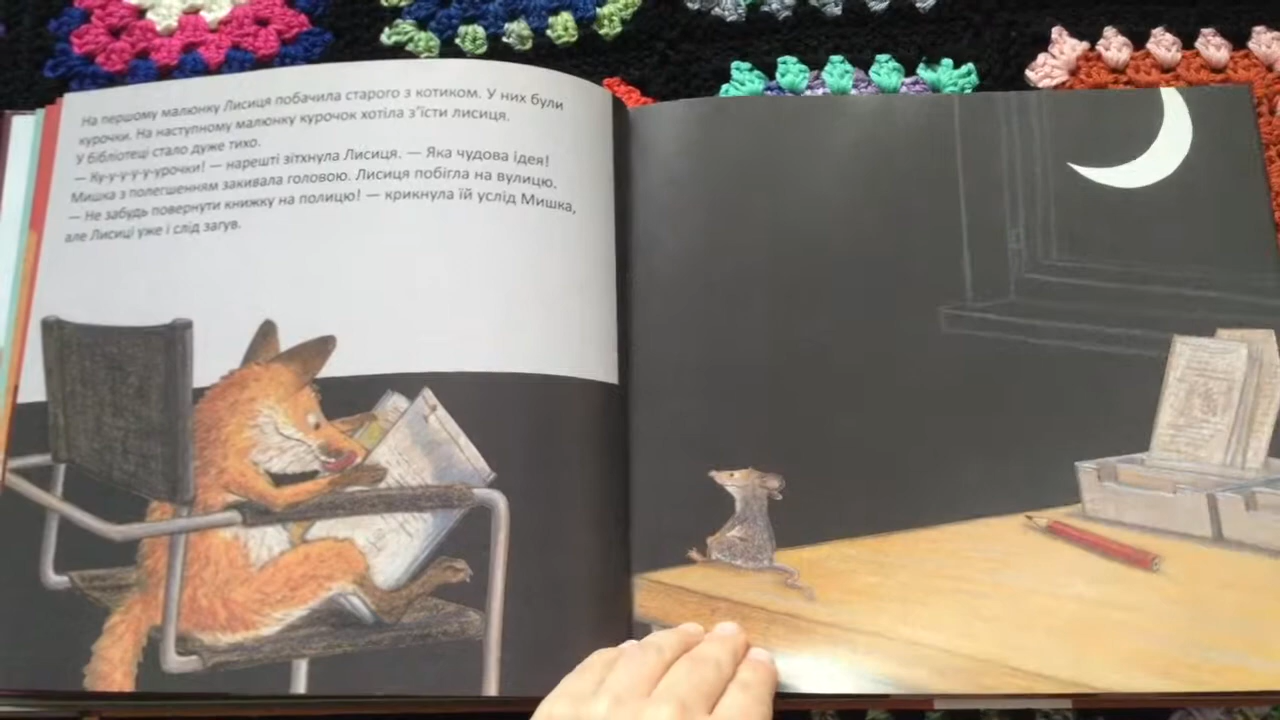 На першому малюнку Лисиця побачила старого з котиком. У них були
курочки. На наступному малюнку курочок хотіла з'їсти лисиця.
У бібліотеці стало дуже тихо.
— Ку-у-у-у-у-урочки! — нарешті зітхнула Лисиця. — Яка чудова ідея!
Мишка з полегшенням закивала головою. Лисиця побігла на вулицю.
— Не забудь повернути книжку на полицю! — крикнула їй услід Мишка,
але Лисиці уже і слід загув.